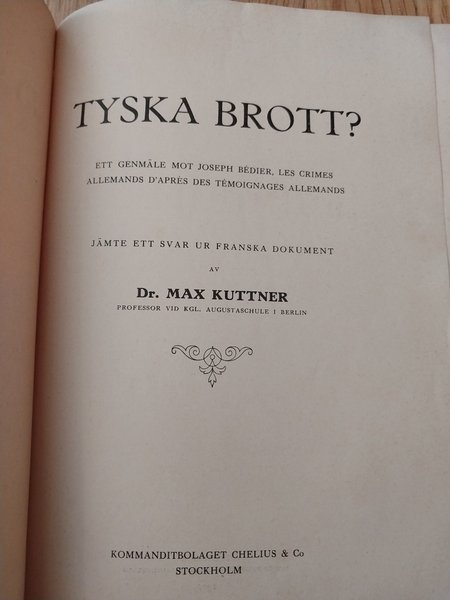 TYSKA BROTT?
ETT GENMÄLE MOT JOSEPH BÉDIER, LES CRIMES
ALLEMANDS D'APRÈS DES TÉMOIGNAGES ALLEMANDS
JÄMTE ETT SVAR UR FRANSKA DOKUMENT
AV
Dr. MAX KUTTNER
PROFESSOR VID KGL. AUGUSTASCHULE I BERLIN
KOMMANDITBOLAGET CHELIUS & Co
STOCKHOLM